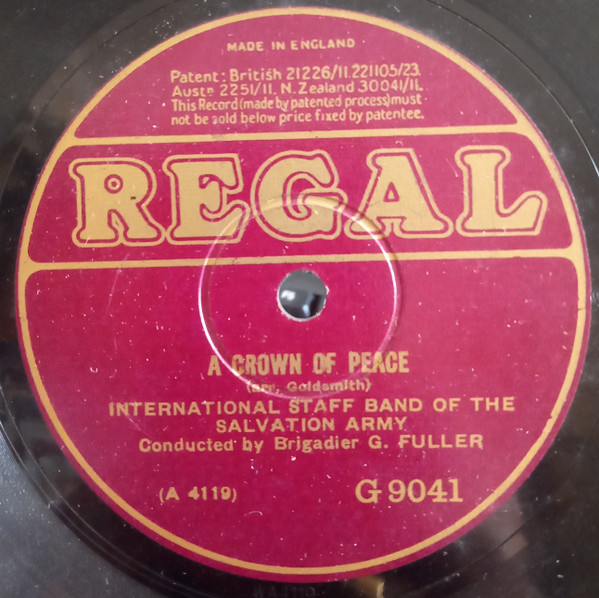 MADE IN ENGLAND
Patent: British 21226/11. 221105/23.
Austn 2251/11. N. Zealand 30041/11.
This Record (made by patented process) must
not be sold below price fixed by patentee.
REGAL
A CROWN OF PEACE
(arr. Goldsmith)
INTERNATIONAL STAFF BAND OF THE
SALVATION ARMY
Conducted by Brigadier G. FULLER
(A 4119) G 9041